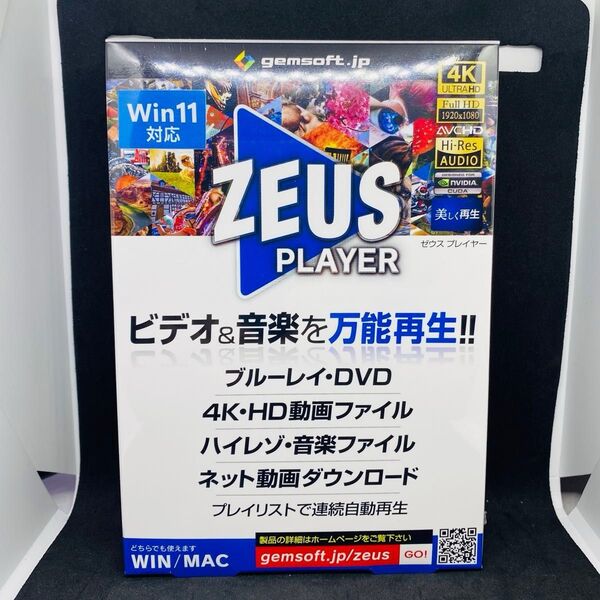 gemsoft.jp
Win11
対応
4K
ULTRAHD
Full HD
1920x1080
AVCHD
Hi-Res
AUDIO
DESIGNED FOR
NVIDIA
CUDA
美しく再生
ZEUS
PLAYER
ゼウス プレイヤー
ビデオ&音楽を万能再生!!
ブルーレイ・DVD
4K・HD動画ファイル
ハイレゾ・音楽ファイル
ネット動画ダウンロード
プレイリストで連続自動再生
どちらでも使えます
WIN/MAC
製品の詳細はホームページをご覧下さい
gemsoft.jp/zeus GO!